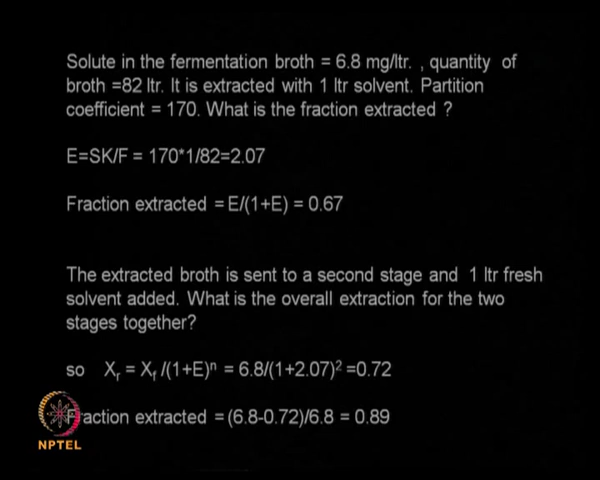 Solute in the fermentation broth = 6.8 mg/ltr. , quantity of
broth =82 ltr. It is extracted with 1 ltr solvent. Partition
coefficient = 170. What is the fraction extracted ?
E=SK/F = 170*1/82=2.07
Fraction extracted = E/(1+E) = 0.67
The extracted broth is sent to a second stage and 1 ltr fresh
solvent added. What is the overall extraction for the two
stages together?
so Xr = Xf /(1+E)ⁿ = 6.8/(1+2.07)² =0.72
Fraction extracted = (6.8-0.72)/6.8 = 0.89
NPTEL